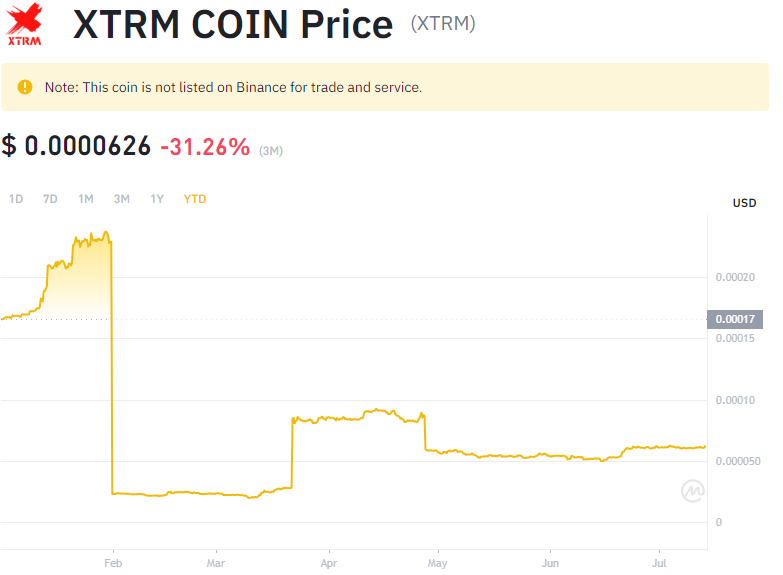 XTRM
XTRM COIN Price (XTRM)
Note: This coin is not listed on Binance for trade and service.
$ 0.0000626 -31.26% (3M)
1D 7D 1M 3M 1Y YTD
USD
0.00020
0.00017
0.00015
0.00010
0.000050
0
Feb Mar Apr May Jun Jul